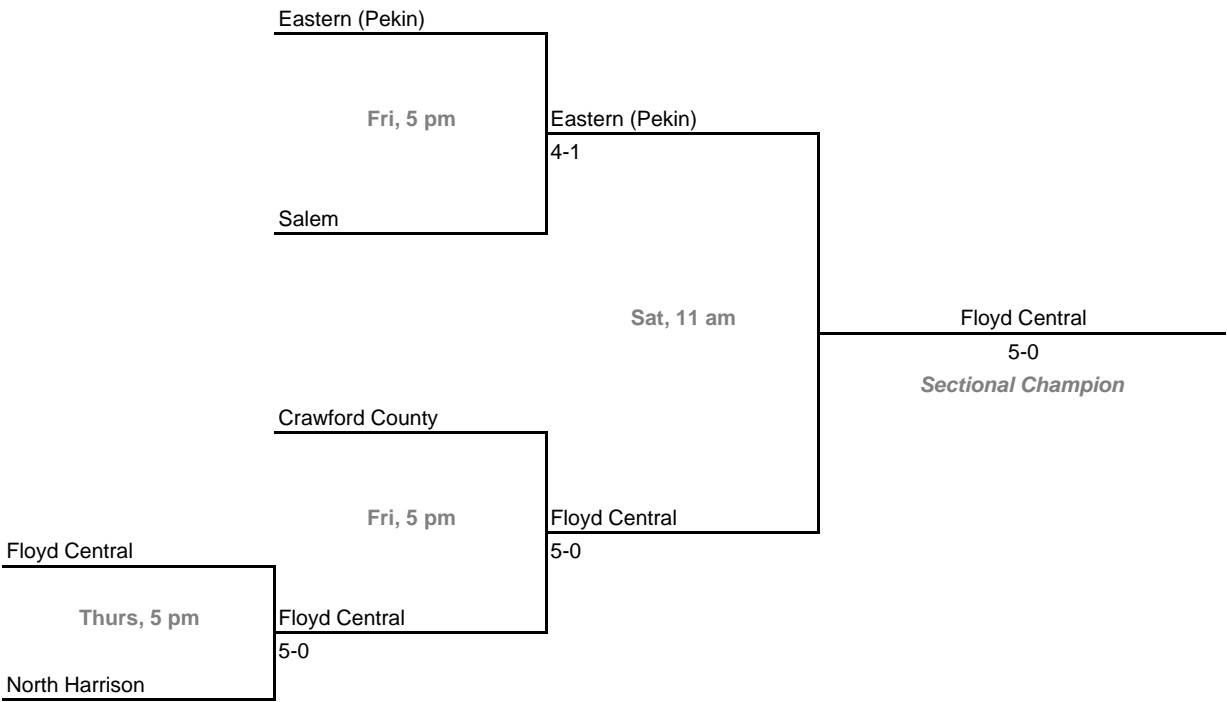 Eastern (Pekin)
Fri, 5 pm
Eastern (Pekin)
4-1
Salem
Sat, 11 am
Floyd Central
5-0
Sectional Champion
Crawford County
Fri, 5 pm
Floyd Central
5-0
Floyd Central
Thurs, 5 pm
Floyd Central
5-0
North Harrison